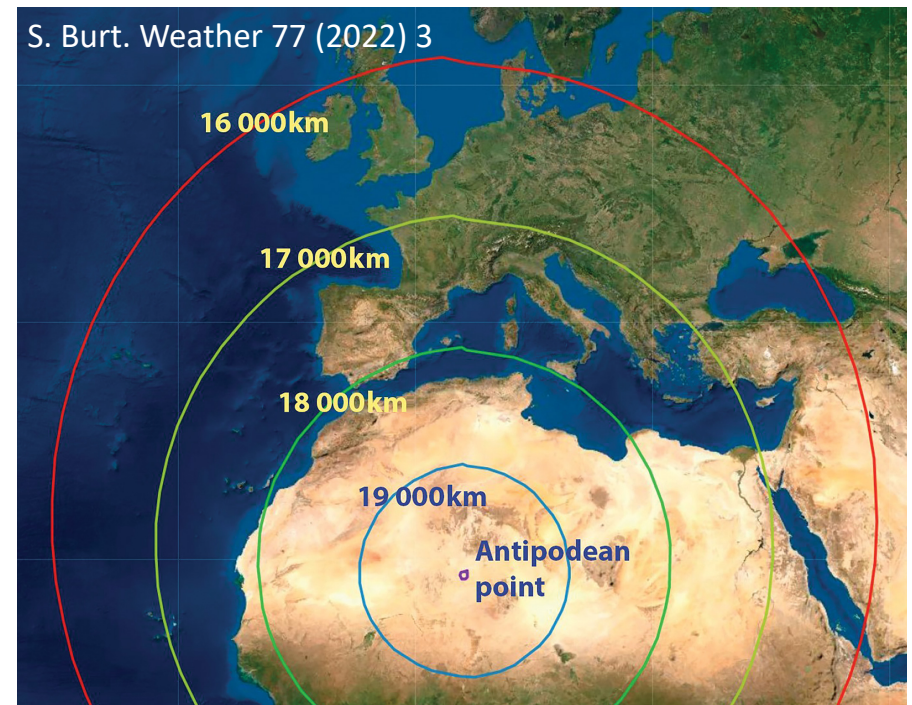 S. Burt. Weather 77 (2022) 3
16 000km
17 000km
18 000km
19 000km
Antipodean
point